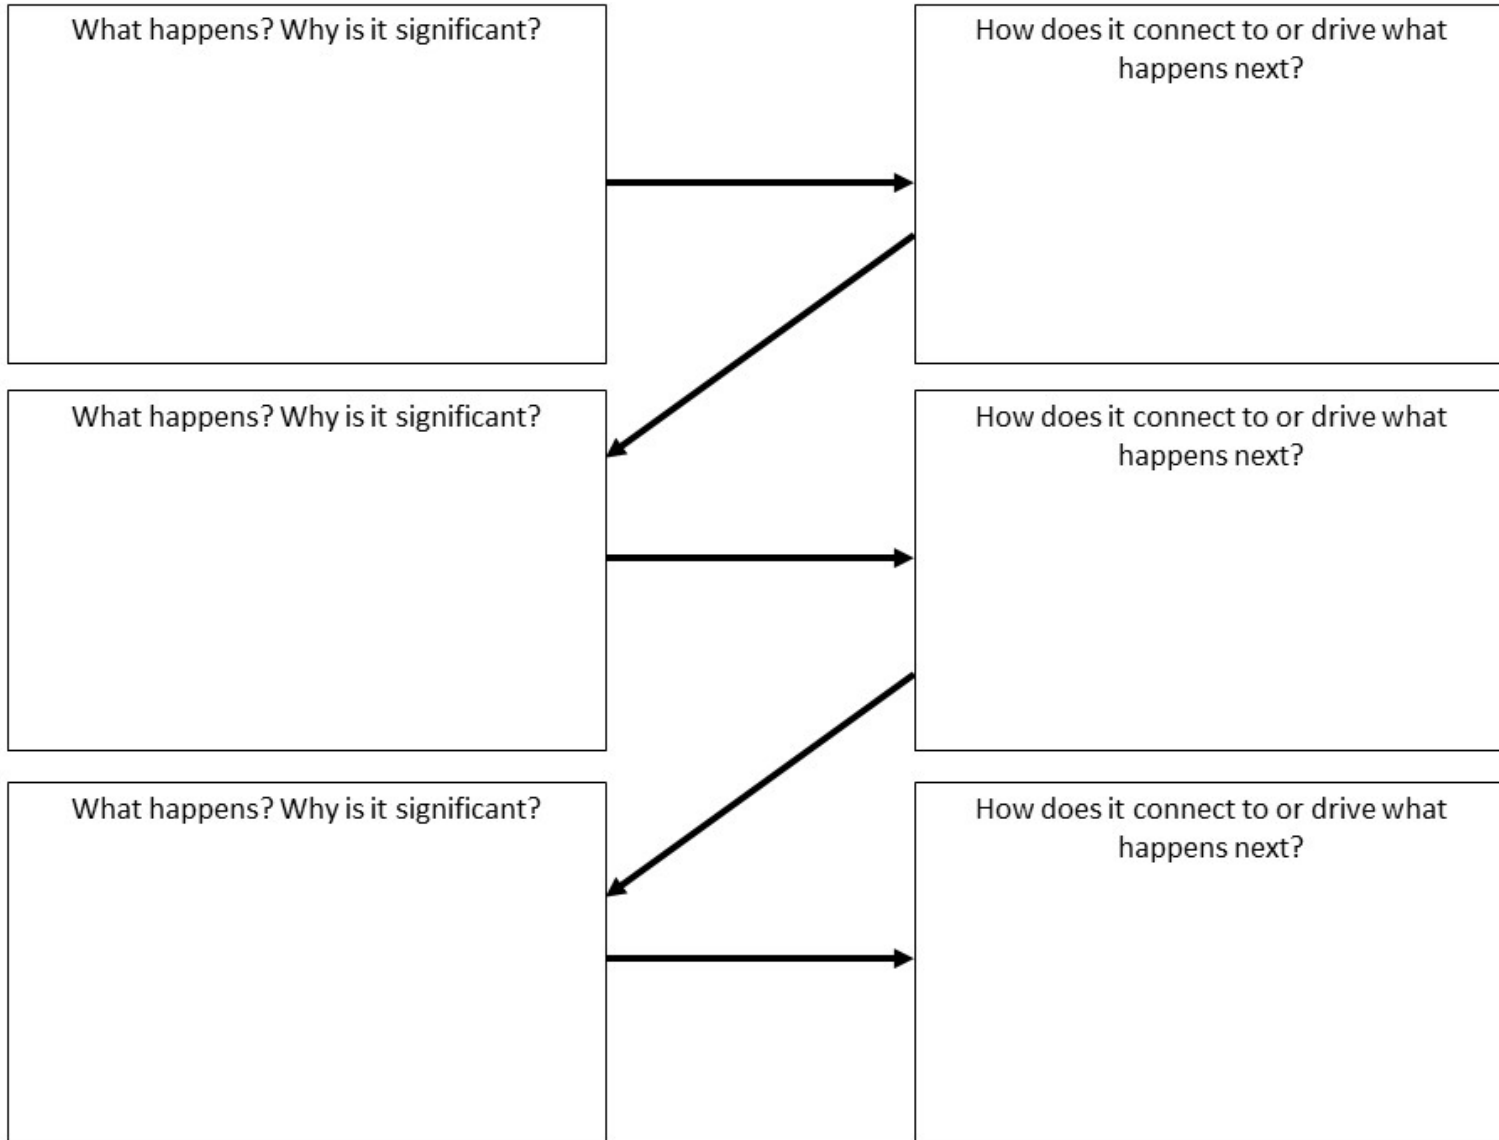 What happens? Why is it significant?
How does it connect to or drive what
happens next?
What happens? Why is it significant?
How does it connect to or drive what
happens next?
What happens? Why is it significant?
How does it connect to or drive what
happens next?